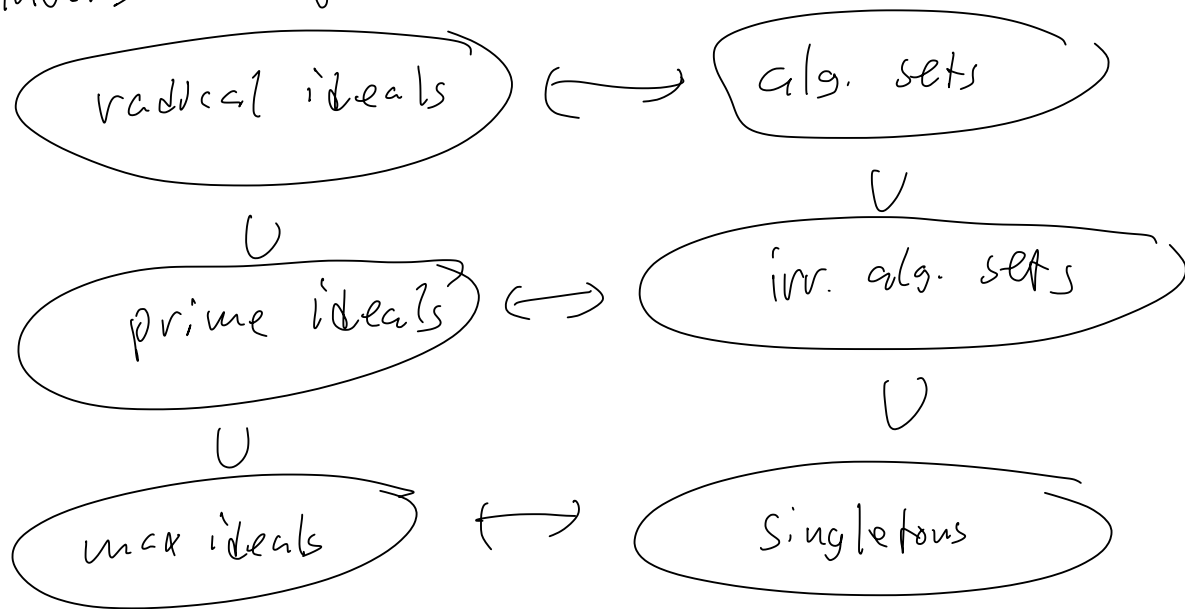 radical ideals ⟷ alg. sets
∪ ∪
prime ideals ⟷ irr. alg. sets
∪ ∪
max ideals ⟷ singletons